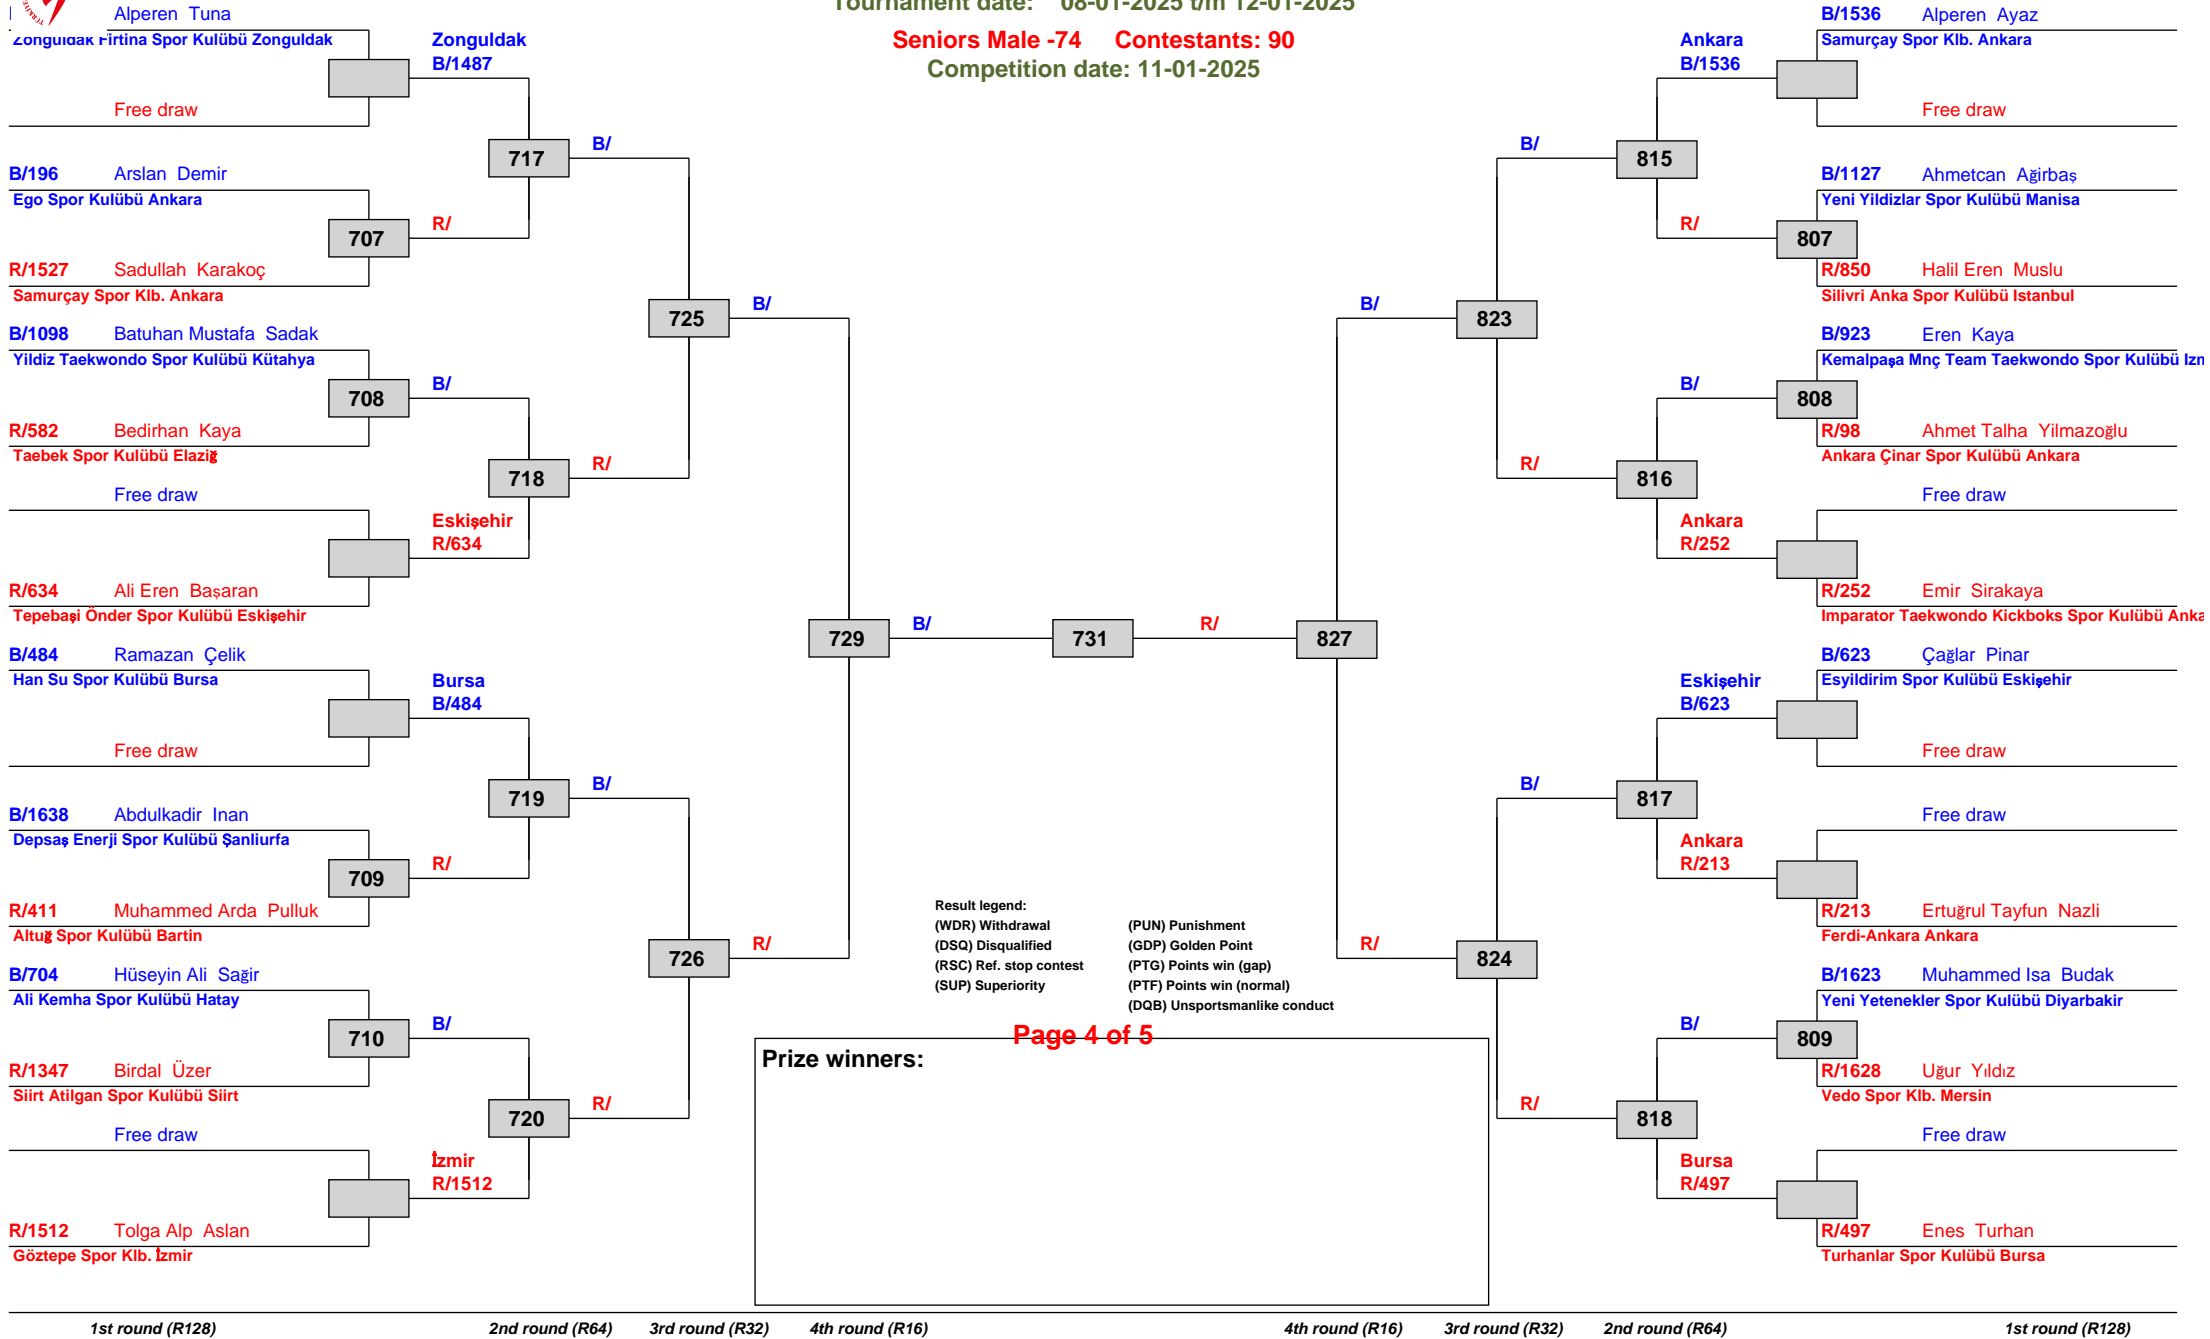 Tournament date: 08-01-2025 t/m 12-01-2025
Seniors Male -74 Contestants: 90
Competition date: 11-01-2025
Alperen Tuna
Zonguldak Firtina Spor Kulübü Zonguldak
Free draw
B/196 Arslan Demir
Ego Spor Kulübü Ankara
R/1527 Sadullah Karakoç
Samurçay Spor Klb. Ankara
B/1098 Batuhan Mustafa Sadak
Yildiz Taekwondo Spor Kulübü Kütahya
R/582 Bedirhan Kaya
Taebek Spor Kulübü Elaziğ
Free draw
R/634 Ali Eren Başaran
Tepebaşi Önder Spor Kulübü Eskişehir
B/484 Ramazan Çelik
Han Su Spor Kulübü Bursa
Free draw
B/1638 Abdulkadir Inan
Depsaş Enerji Spor Kulübü Şanliurfa
R/411 Muhammed Arda Pulluk
Altuğ Spor Kulübü Bartin
B/704 Hüseyin Ali Sağir
Ali Kemha Spor Kulübü Hatay
R/1347 Birdal Üzer
Siirt Atilgan Spor Kulübü Siirt
Free draw
R/1512 Tolga Alp Aslan
Göztepe Spor Klb. İzmir
707
708
709
710
Zonguldak
B/1487
R/
B/
Eskişehir
R/634
Bursa
B/484
R/
B/
İzmir
R/1512
717
718
719
720
B/
R/
B/
R/
725
726
B/
R/
729
B/
731
R/
827
B/
R/
823
824
B/
R/
B/
R/
815
816
817
818
Ankara
B/1536
R/
B/
Ankara
R/252
Eskişehir
B/623
Ankara
R/213
B/
Bursa
R/497
807
808
809
B/1536 Alperen Ayaz
Samurçay Spor Klb. Ankara
Free draw
B/1127 Ahmetcan Ağirbaş
Yeni Yildizlar Spor Kulübü Manisa
R/850 Halil Eren Muslu
Silivri Anka Spor Kulübü Istanbul
B/923 Eren Kaya
Kemalpaşa Mnç Team Taekwondo Spor Kulübü Izm
R/98 Ahmet Talha Yilmazoğlu
Ankara Çinar Spor Kulübü Ankara
Free draw
R/252 Emir Sirakaya
Imparator Taekwondo Kickboks Spor Kulübü Anka
B/623 Çağlar Pinar
Esyildirim Spor Kulübü Eskişehir
Free draw
Free draw
R/213 Ertuğrul Tayfun Nazli
Ferdi-Ankara Ankara
B/1623 Muhammed Isa Budak
Yeni Yetenekler Spor Kulübü Diyarbakir
R/1628 Uğur Yıldız
Vedo Spor Klb. Mersin
Free draw
R/497 Enes Turhan
Turhanlar Spor Kulübü Bursa
Result legend:
(WDR) Withdrawal (PUN) Punishment
(DSQ) Disqualified (GDP) Golden Point
(RSC) Ref. stop contest (PTG) Points win (gap)
(SUP) Superiority (PTF) Points win (normal)
(DQB) Unsportsmanlike conduct
Page 4 of 5
Prize winners:
1st round (R128) 2nd round (R64) 3rd round (R32) 4th round (R16) 4th round (R16) 3rd round (R32) 2nd round (R64) 1st round (R128)